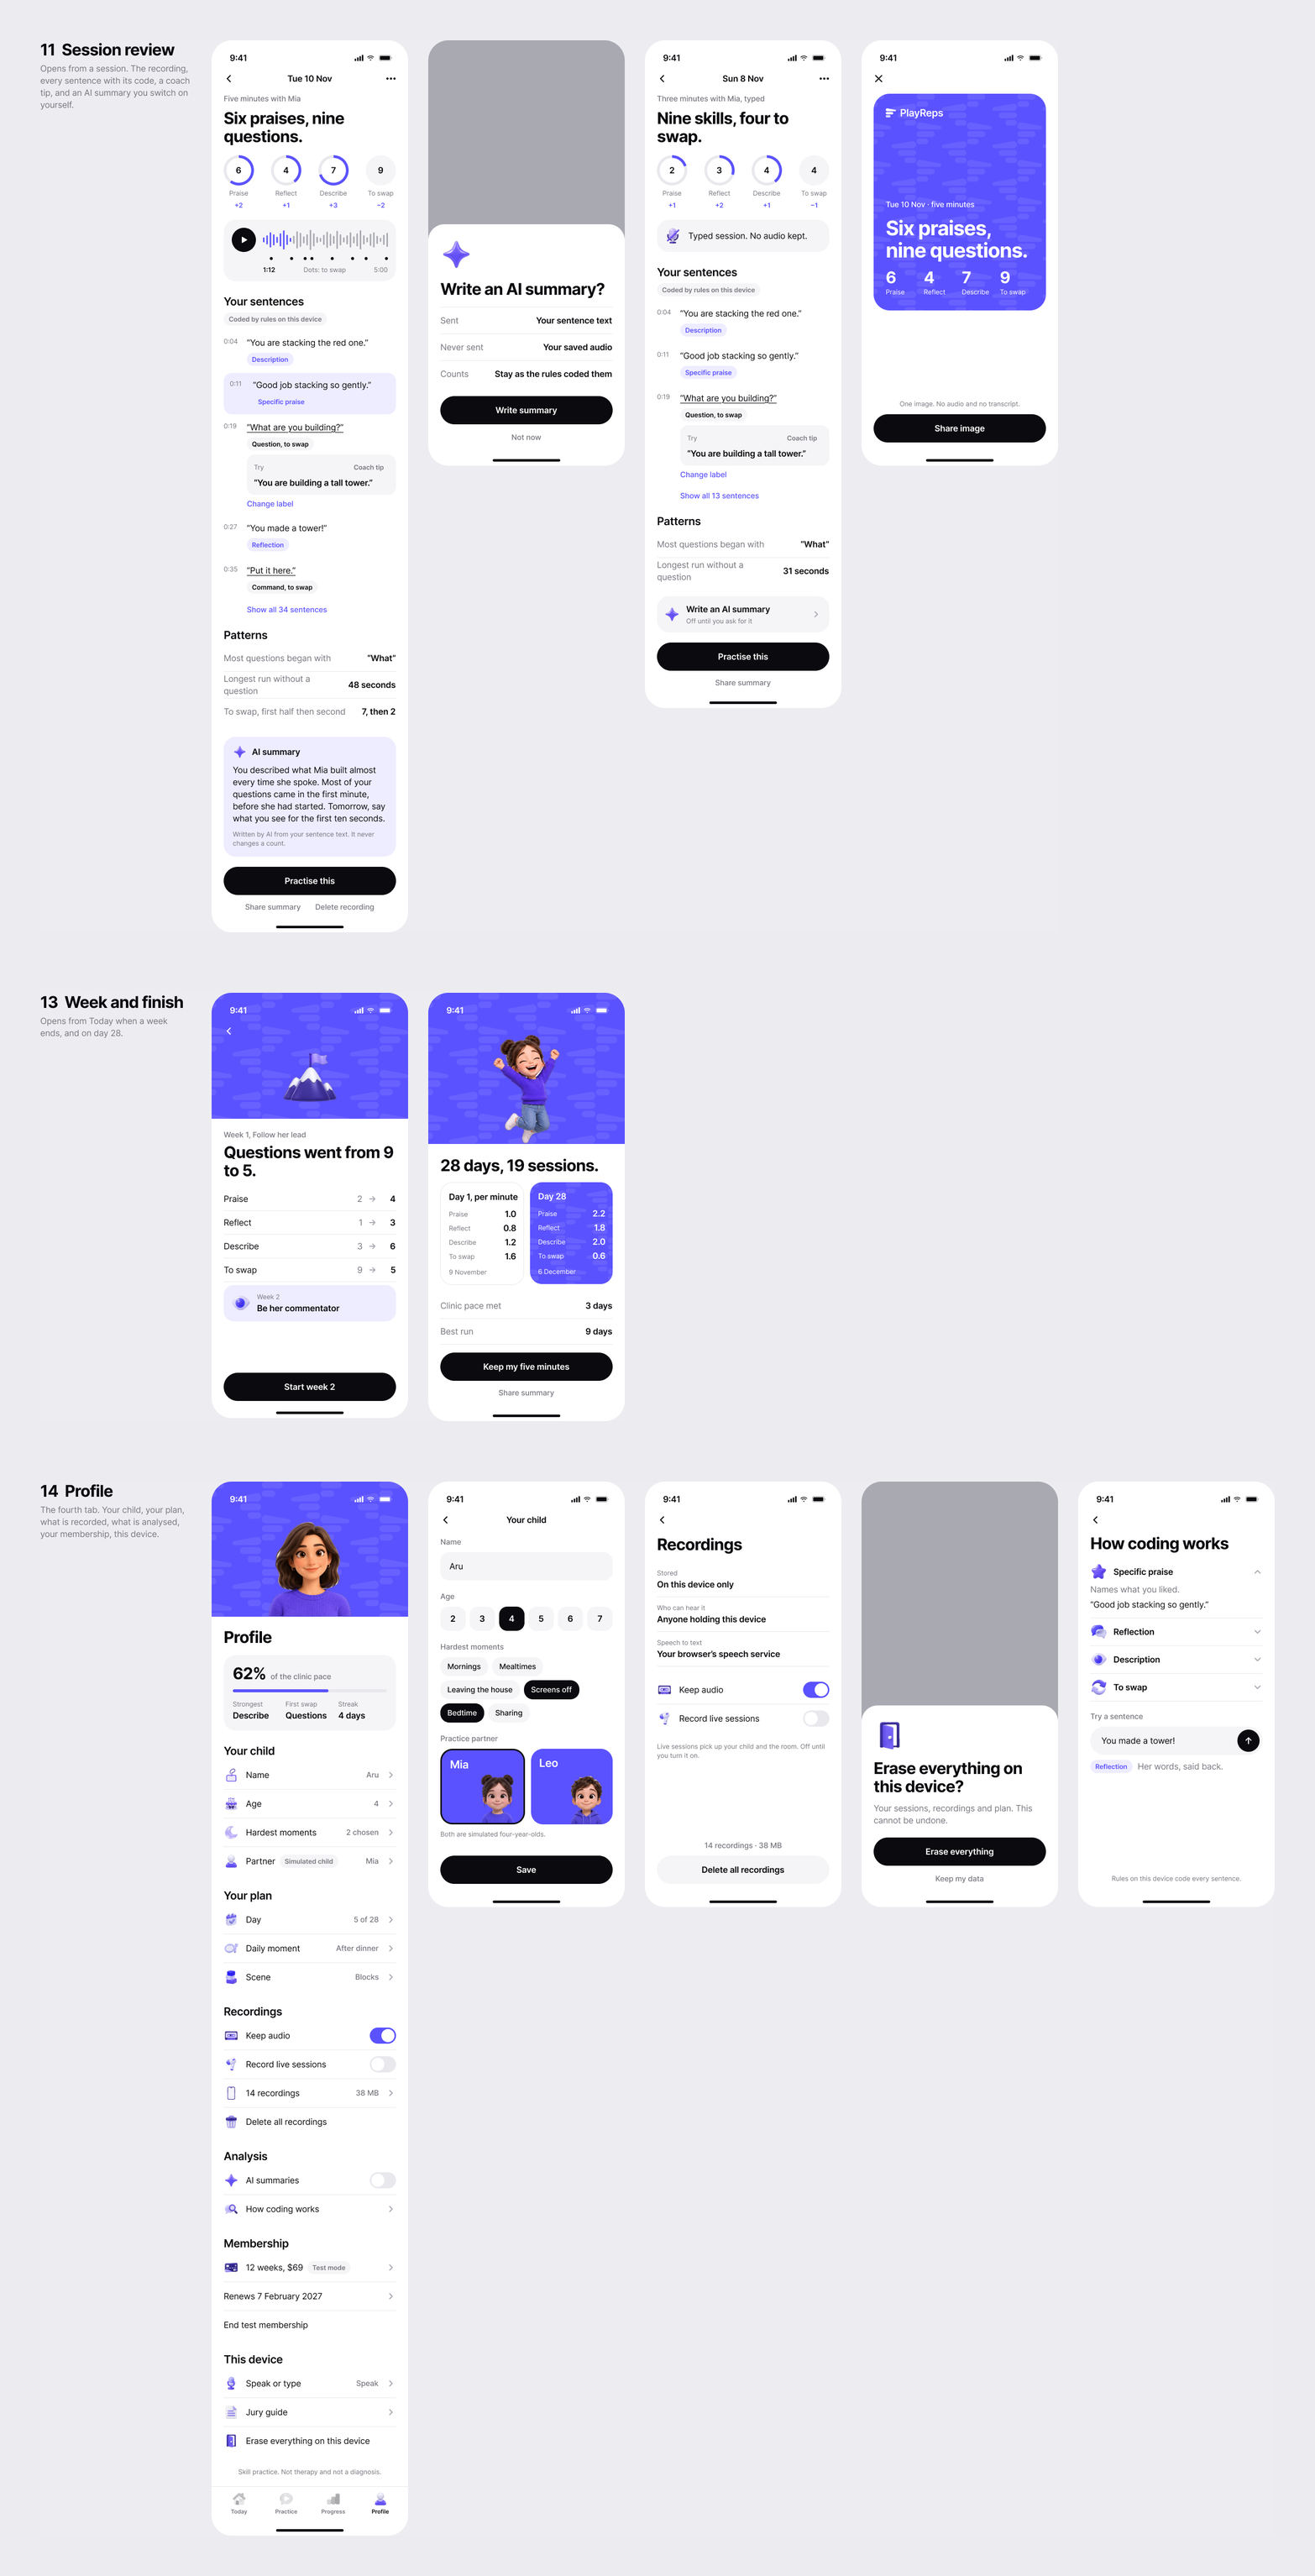 11 Session review
Opens from a session. The recording,
every sentence with its code, a coach
tip, and an AI summary you switch on
yourself.
9:41
Tue 10 Nov
Five minutes with Mia
Six praises, nine
questions.
6
4
7
9
Praise
Reflect
Describe
To swap
+2
+1
+3
−2
1:12
Dots: to swap
5:00
Your sentences
Coded by rules on this device
0:04
“You are stacking the red one.”
Description
0:11
“Good job stacking so gently.”
Specific praise
0:19
“What are you building?”
Question, to swap
Try
Coach tip
“You are building a tall tower.”
Change label
0:27
“You made a tower!”
Reflection
0:35
“Put it here.”
Command, to swap
Show all 34 sentences
Patterns
Most questions began with
“What”
Longest run without a
question
48 seconds
To swap, first half then second
7, then 2
AI summary
You described what Mia built almost
every time she spoke. Most of your
questions came in the first minute,
before she had started. Tomorrow, say
what you see for the first ten seconds.
Written by AI from your sentence text. It never
changes a count.
Practise this
Share summary
Delete recording
Write an AI summary?
Sent
Your sentence text
Never sent
Your saved audio
Counts
Stay as the rules coded them
Write summary
Not now
9:41
Sun 8 Nov
Three minutes with Mia, typed
Nine skills, four to
swap.
2
3
4
4
Praise
Reflect
Describe
To swap
+1
+2
+1
−1
Typed session. No audio kept.
Your sentences
Coded by rules on this device
0:04
“You are stacking the red one.”
Description
0:11
“Good job stacking so gently.”
Specific praise
0:19
“What are you building?”
Question, to swap
Try
Coach tip
“You are building a tall tower.”
Change label
Show all 13 sentences
Patterns
Most questions began with
“What”
Longest run without a
question
31 seconds
Write an AI summary
Off until you ask for it
Practise this
Share summary
9:41
PlayReps
Tue 10 Nov · five minutes
Six praises,
nine questions.
6
4
7
9
Praise
Reflect
Describe
To swap
One image. No audio and no transcript.
Share image
13 Week and finish
Opens from Today when a week
ends, and on day 28.
9:41
Week 1, Follow her lead
Questions went from 9
to 5.
Praise
2 → 4
Reflect
1 → 3
Describe
3 → 6
To swap
9 → 5
Week 2
Be her commentator
Start week 2
9:41
28 days, 19 sessions.
Day 1, per minute
Praise
1.0
Reflect
0.8
Describe
1.2
To swap
1.6
9 November
Day 28
Praise
2.2
Reflect
1.8
Describe
2.0
To swap
0.6
6 December
Clinic pace met
3 days
Best run
9 days
Keep my five minutes
Share summary
14 Profile
The fourth tab. Your child, your plan,
what is recorded, what is analysed,
your membership, this device.
9:41
Profile
62% of the clinic pace
Strongest
First swap
Streak
Describe
Questions
4 days
Your child
Name
Aru
Age
4
Hardest moments
2 chosen
Partner
Simulated child
Mia
Your plan
Day
5 of 28
Daily moment
After dinner
Scene
Blocks
Recordings
Keep audio
Record live sessions
14 recordings
38 MB
Delete all recordings
Analysis
AI summaries
How coding works
Membership
12 weeks, $69
Test mode
Renews 7 February 2027
End test membership
This device
Speak or type
Speak
Jury guide
Erase everything on this device
Skill practice. Not therapy and not a diagnosis.
Today
Practice
Progress
Profile
9:41
Your child
Name
Aru
Age
2
3
4
5
6
7
Hardest moments
Mornings
Mealtimes
Leaving the house
Screens off
Bedtime
Sharing
Practice partner
Mia
Leo
Both are simulated four-year-olds.
Save
9:41
Recordings
Stored
On this device only
Who can hear it
Anyone holding this device
Speech to text
Your browser’s speech service
Keep audio
Record live sessions
Live sessions pick up your child and the room. Off until
you turn it on.
14 recordings · 38 MB
Delete all recordings
Erase everything on
this device?
Your sessions, recordings and plan. This
cannot be undone.
Erase everything
Keep my data
9:41
How coding works
Specific praise
Names what you liked.
“Good job stacking so gently.”
Reflection
Description
To swap
Try a sentence
You made a tower!
Reflection
Her words, said back.
Rules on this device code every sentence.